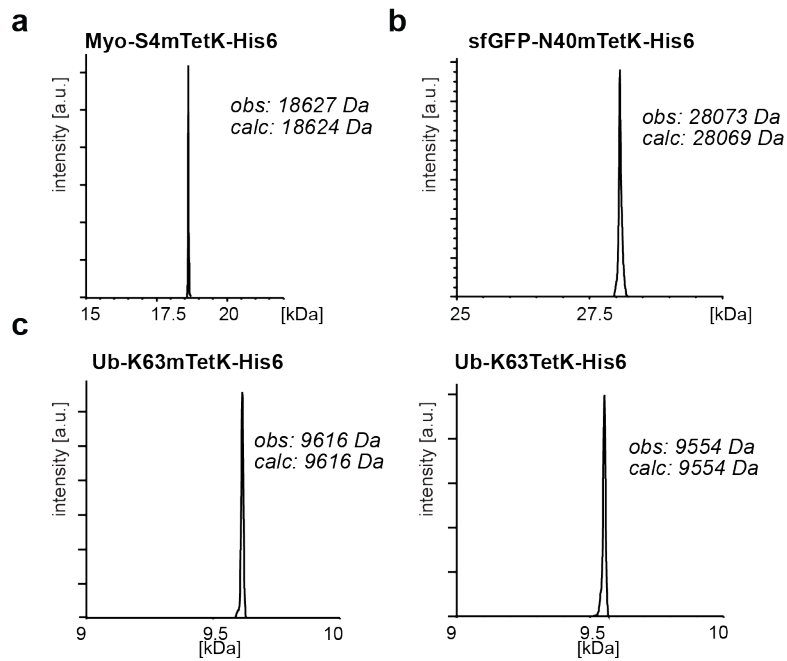 a
Myo-S4mTetK-His6
intensity [a.u.]
obs: 18627 Da
calc: 18624 Da
15 17.5 20 [kDa]
b
sfGFP-N40mTetK-His6
intensity [a.u.]
obs: 28073 Da
calc: 28069 Da
25 27.5 [kDa]
c
Ub-K63mTetK-His6
intensity [a.u.]
obs: 9616 Da
calc: 9616 Da
9 9.5 10
[kDa]
Ub-K63TetK-His6
intensity [a.u.]
obs: 9554 Da
calc: 9554 Da
9 9.5 10
[kDa]